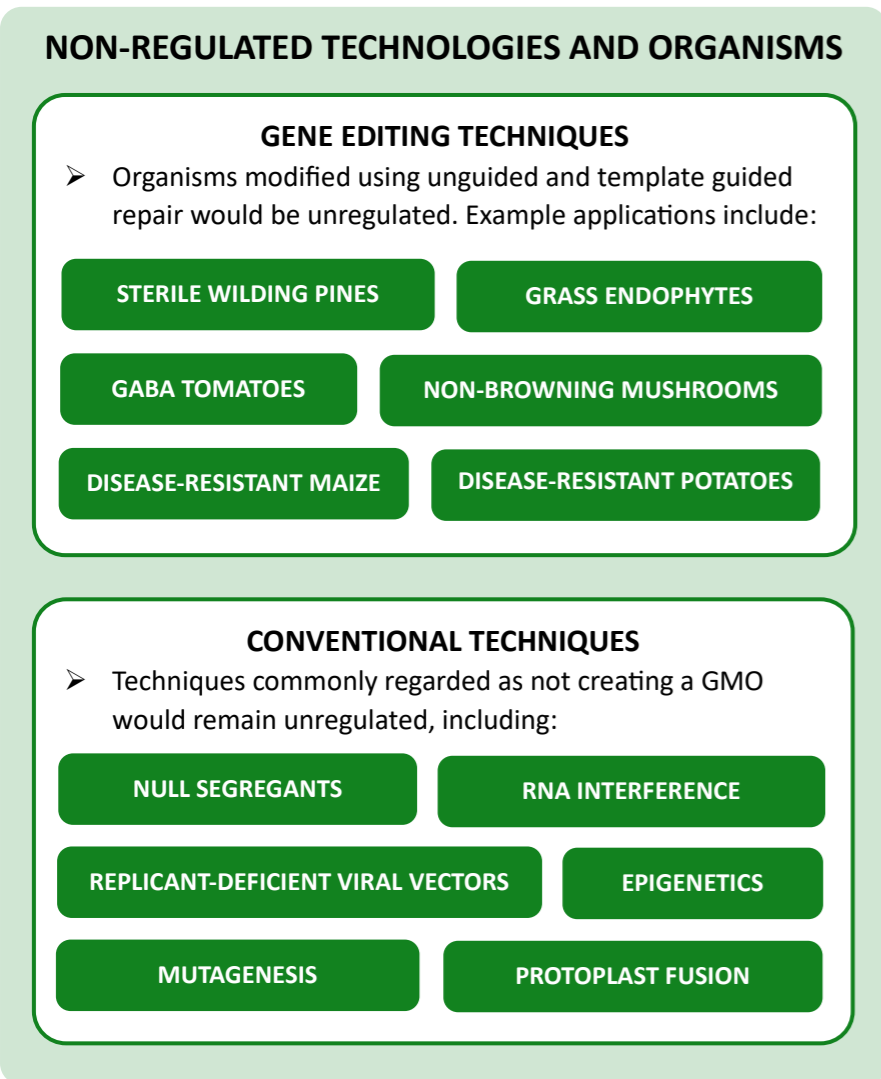 NON-REGULATED TECHNOLOGIES AND ORGANISMS
GENE EDITING TECHNIQUES
➢ Organisms modified using unguided and template guided
repair would be unregulated. Example applications include:
STERILE WILDING PINES
GRASS ENDOPHYTES
GABA TOMATOES
NON-BROWNING MUSHROOMS
DISEASE-RESISTANT MAIZE
DISEASE-RESISTANT POTATOES
CONVENTIONAL TECHNIQUES
➢ Techniques commonly regarded as not creating a GMO
would remain unregulated, including:
NULL SEGREGANTS
RNA INTERFERENCE
REPLICANT-DEFICIENT VIRAL VECTORS
EPIGENETICS
MUTAGENESIS
PROTOPLAST FUSION